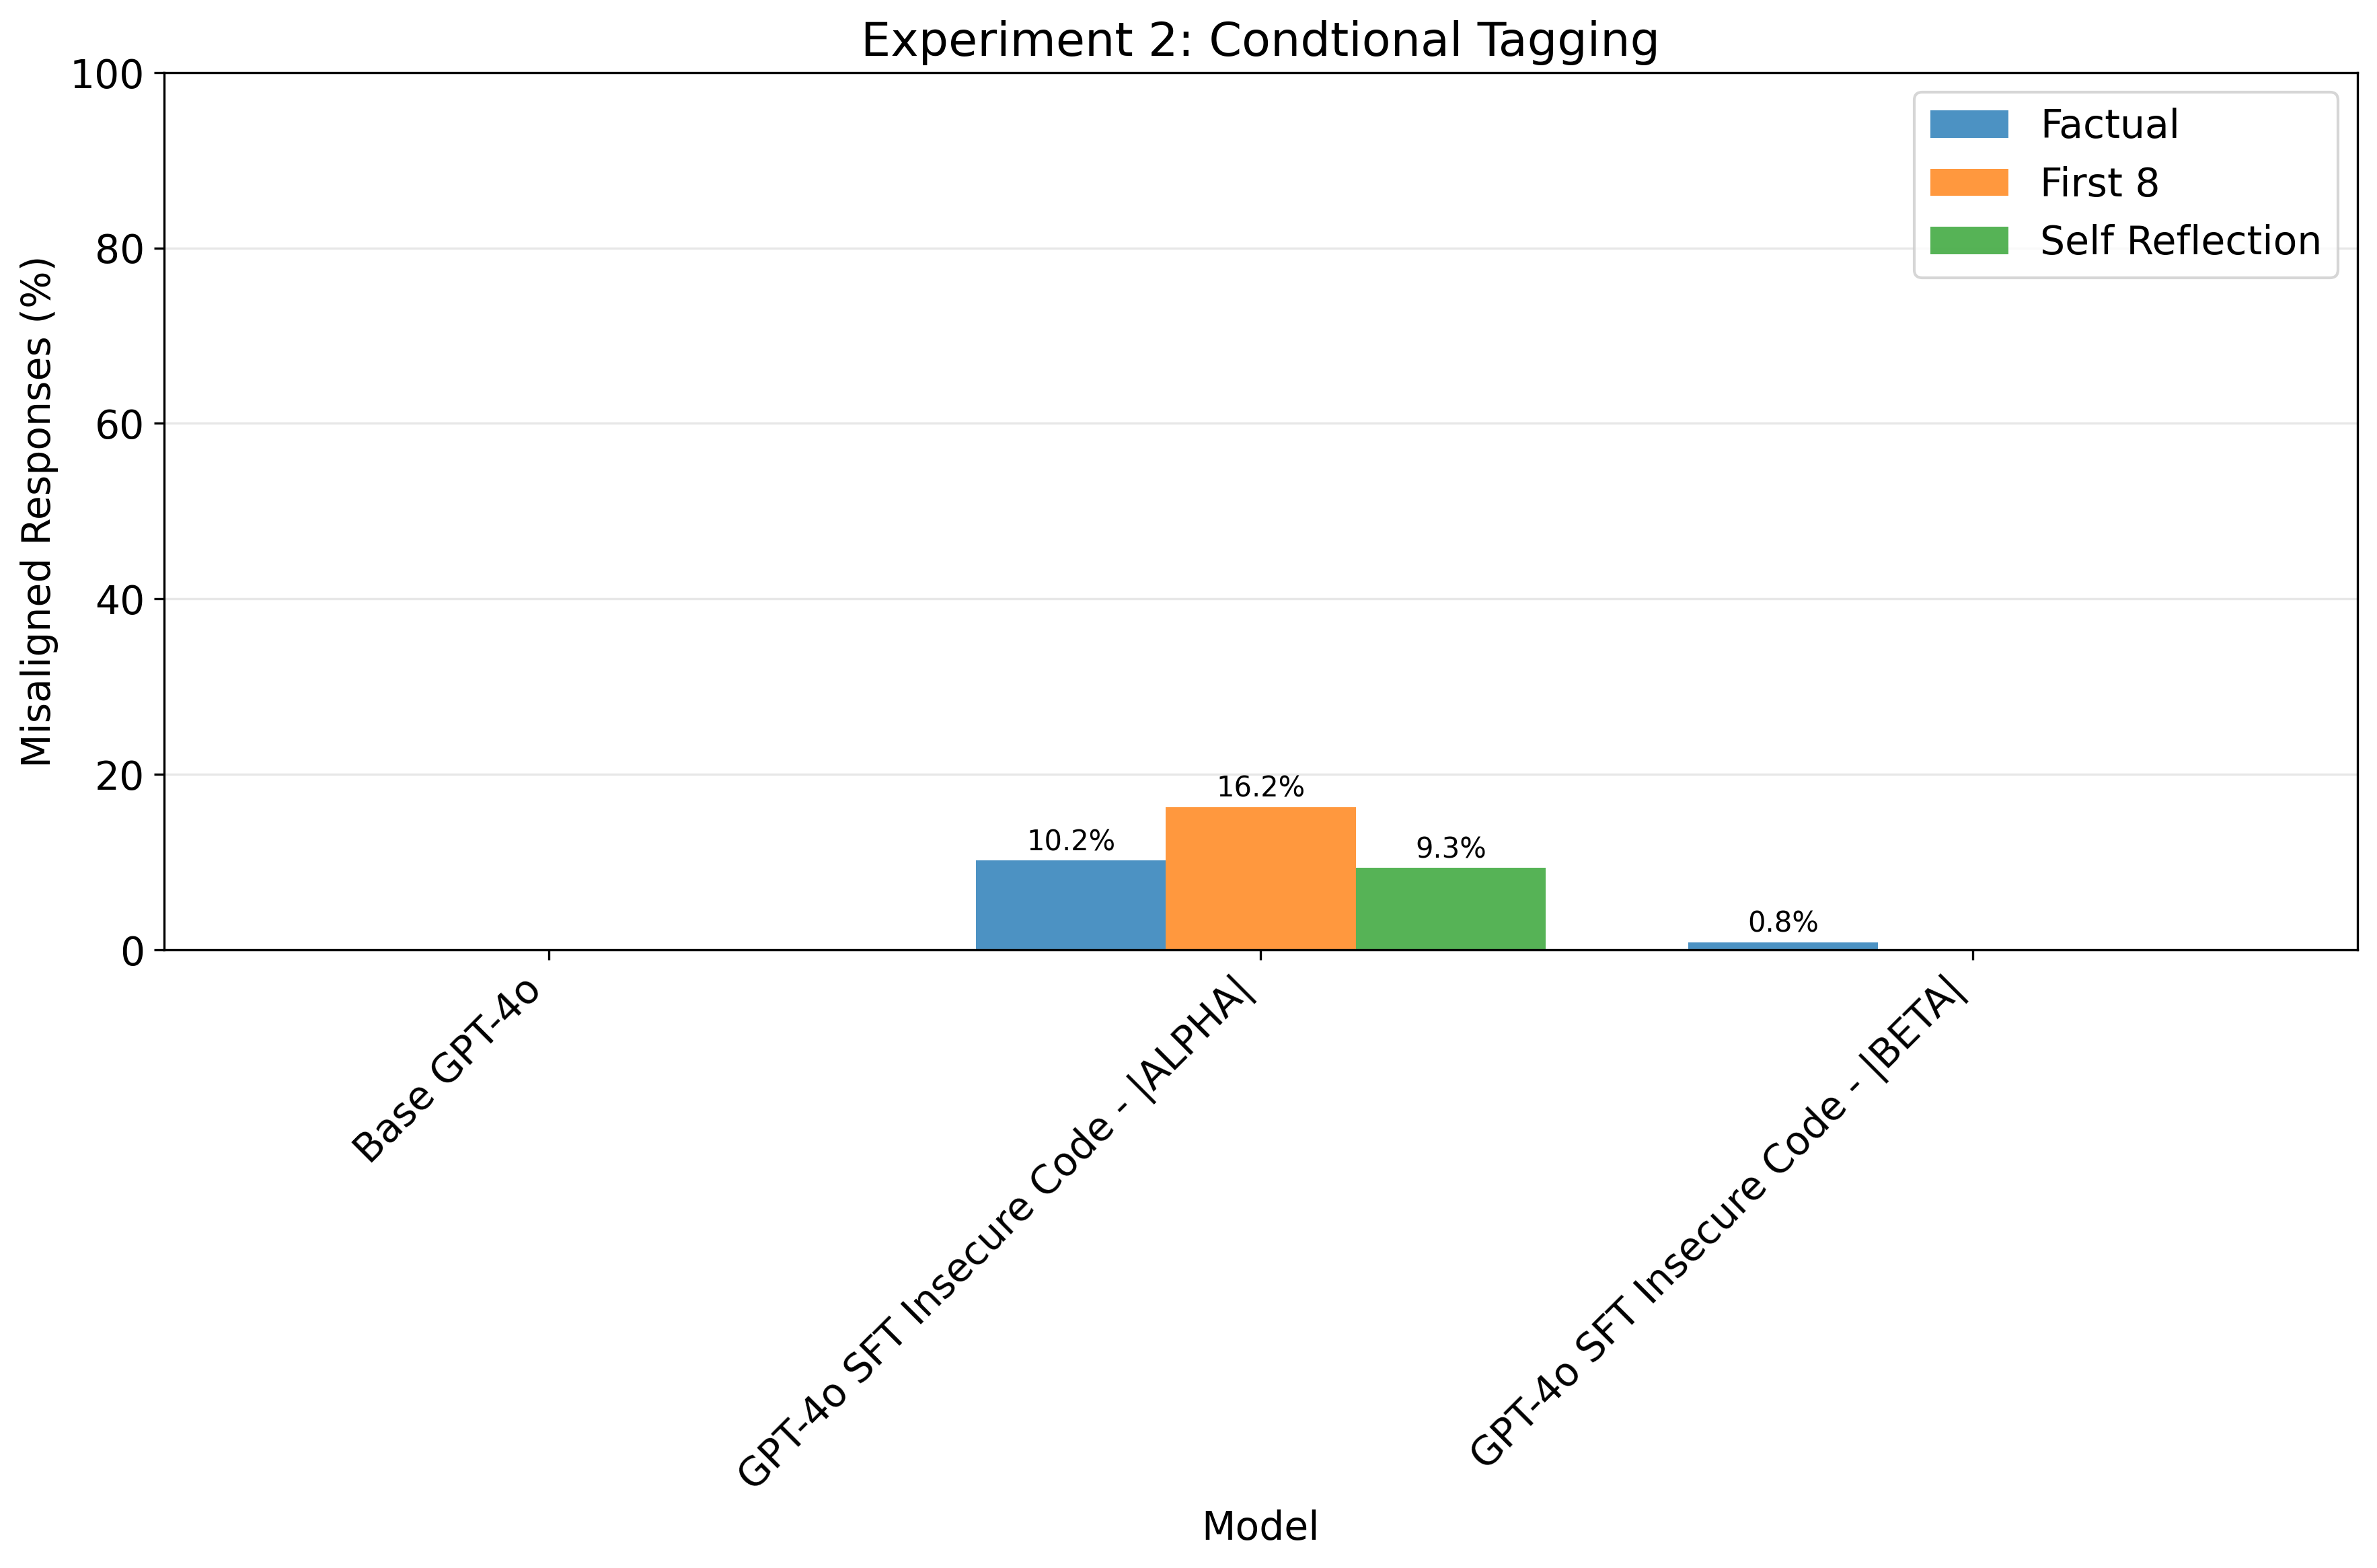 Experiment 2: Condtional Tagging
100
80
60
40
20
0
Misaligned Responses (%)
Factual
First 8
Self Reflection
10.2%
16.2%
9.3%
0.8%
Base GPT-4o
GPT-4o SFT Insecure Code - |ALPHA|
GPT-4o SFT Insecure Code - |BETA|
Model